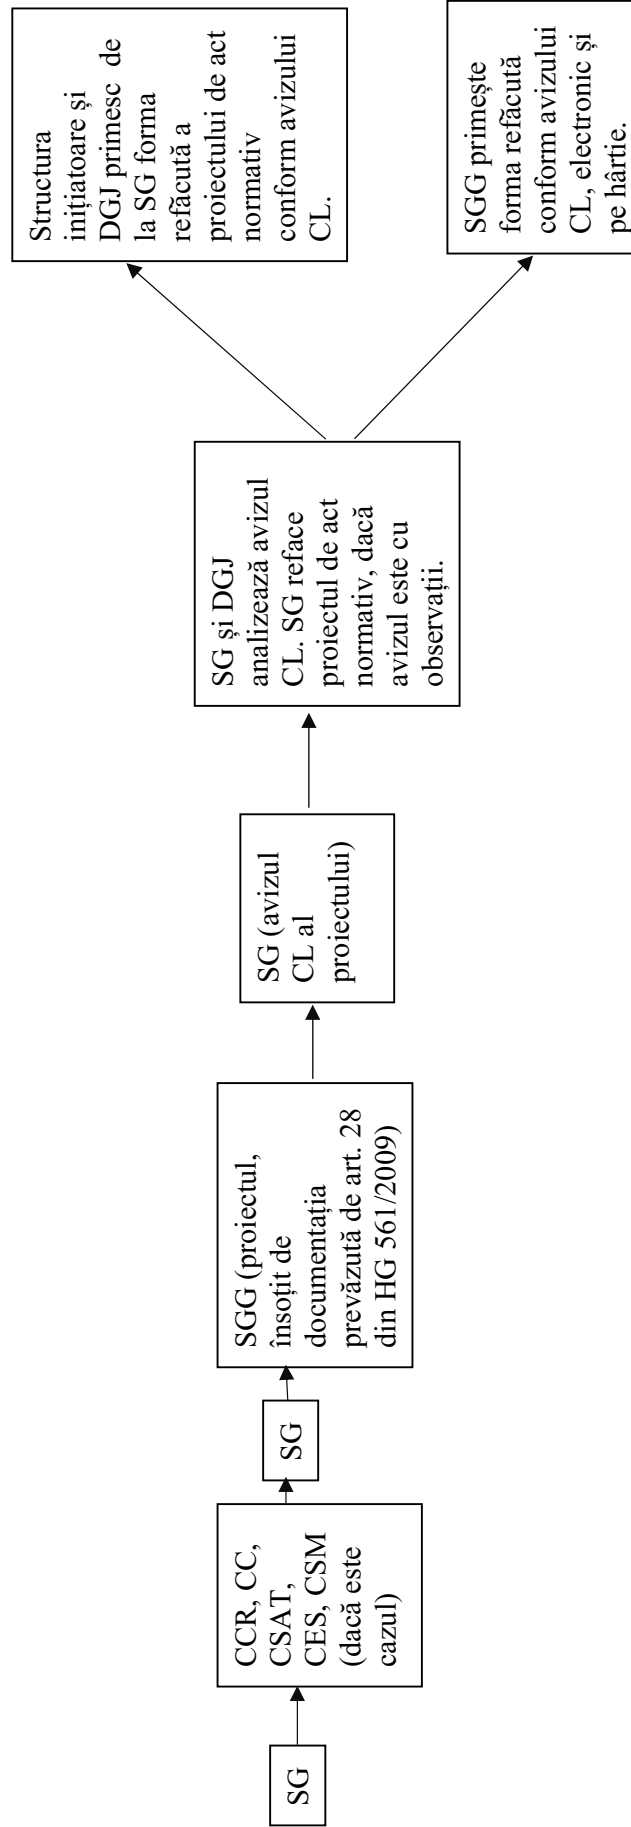 SG
CCR, CC,
CSAT,
CES, CSM
(dacă este
cazul)
SG
SGG (proiectul,
însoțit de
documentația
prevăzută de art. 28
din HG 561/2009)
SG (avizul
CL al
proiectului)
SG și DGJ
analizează avizul
CL. SG reface
proiectul de act
normativ, dacă
avizul este cu
observații.
Structura
inițiatoare și
DGJ primesc de
la SG forma
refăcută a
proiectului de act
normativ
conform avizului
CL.
SGG primește
forma refăcută
conform avizului
CL, electronic și
pe hârtie.